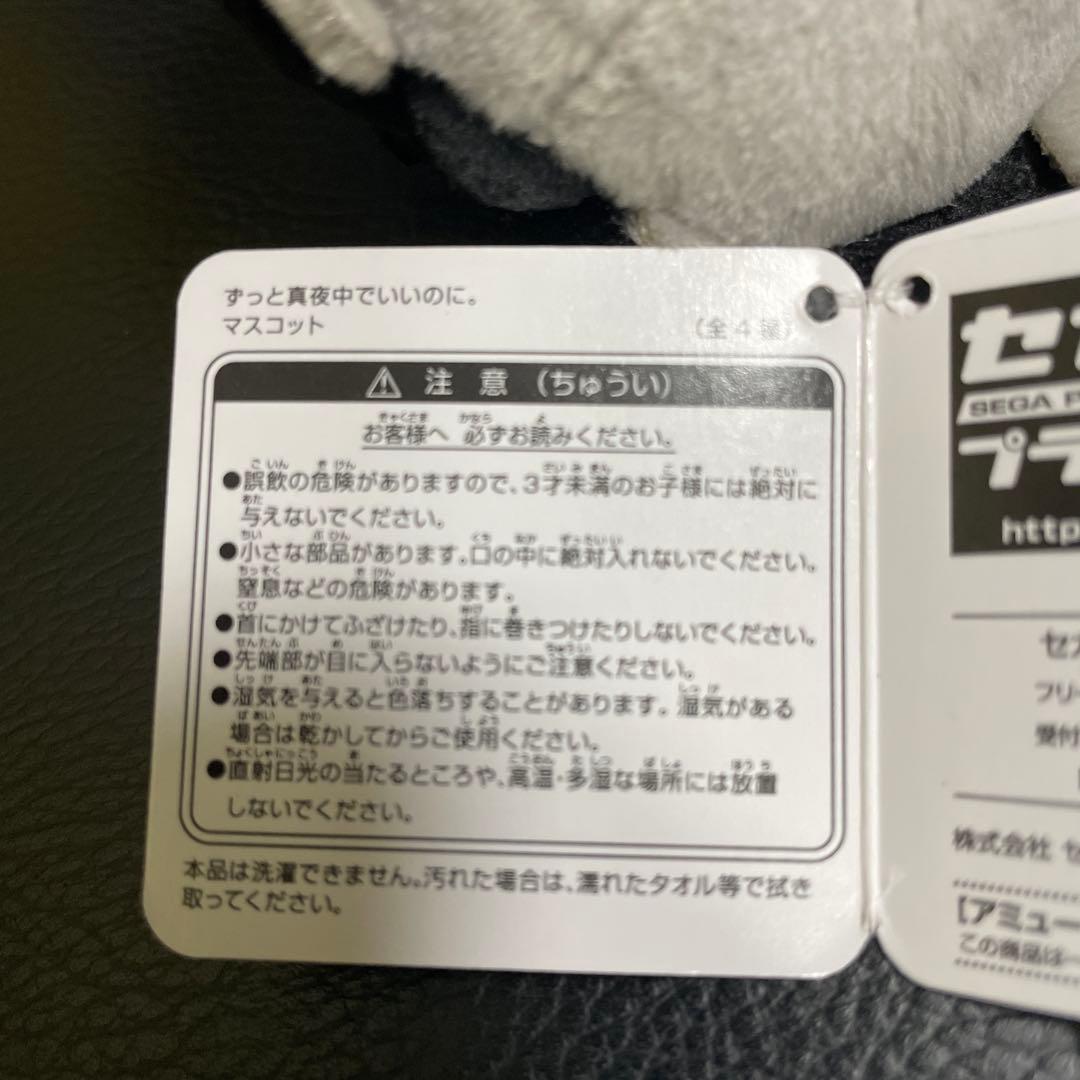 ずっと真夜中でいいのに。
マスコット
(全4種)
⚠ 注意 (ちゅうい)
お客様へ 必ずお読みください。
●誤飲の危険がありますので、3才未満のお子様には絶対に
与えないでください。
●小さな部品があります。口の中に絶対入れないでください。
窒息などの危険があります。
●首にかけてふざけたり、指に巻きつけたりしないでください。
●先端部が目に入らないようにご注意ください。
●湿気を与えると色落ちすることがあります。湿気がある
場合は乾かしてからご使用ください。
●直射日光の当たるところや、高温・多湿な場所には放置
しないでください。
本品は洗濯できません。汚れた場合は、濡れたタオル等で拭き
取ってください。
セ
SEGA P
プラ
http
セガ
フリー
受付
株式会社 セ
【アミュー
この商品は